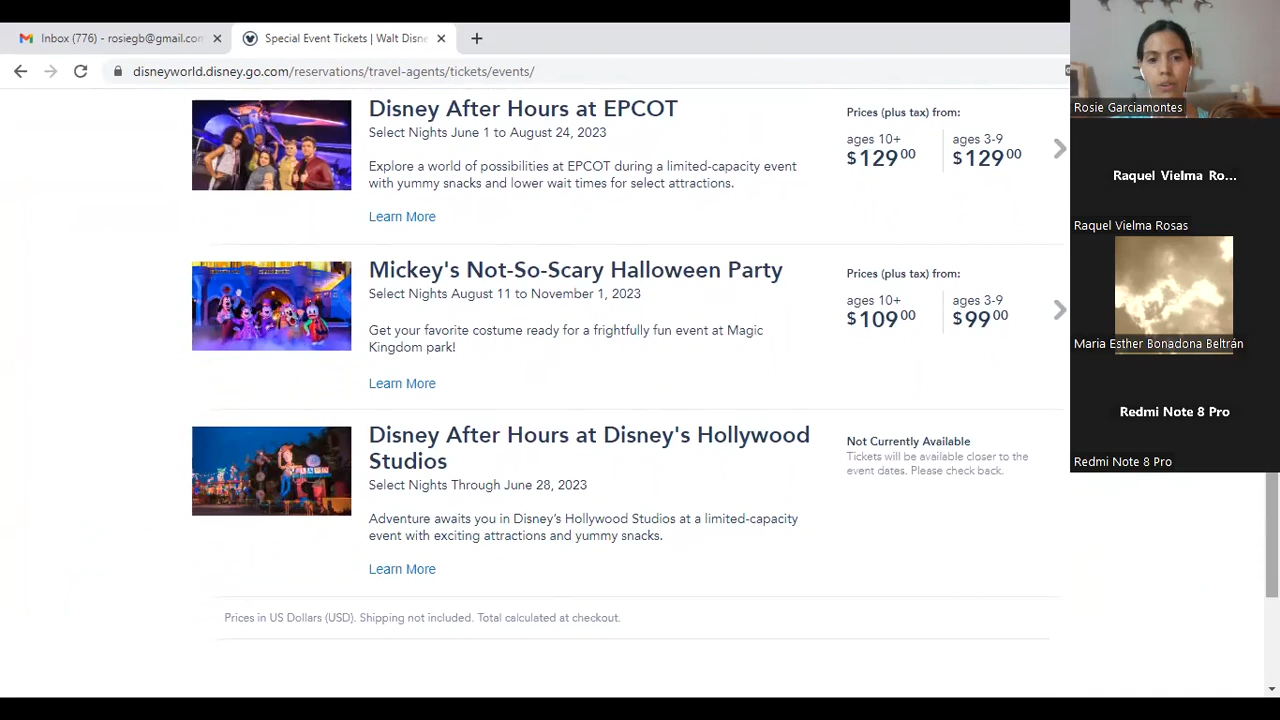 Inbox (776) - rosiegb@gmail.con
Special Event Tickets | Walt Disne
disneyworld.disney.go.com/reservations/travel-agents/tickets/events/
Disney After Hours at EPCOT
Select Nights June 1 to August 24, 2023
Explore a world of possibilities at EPCOT during a limited-capacity event
with yummy snacks and lower wait times for select attractions.
Learn More
Prices (plus tax) from:
ages 10+
$129.00
ages 3-9
$129.00
Mickey's Not-So-Scary Halloween Party
Select Nights August 11 to November 1, 2023
Get your favorite costume ready for a frightfully fun event at Magic
Kingdom park!
Learn More
Prices (plus tax) from:
ages 10+
$109.00
ages 3-9
$99.00
Disney After Hours at Disney's Hollywood
Studios
Select Nights Through June 28, 2023
Adventure awaits you in Disney's Hollywood Studios at a limited-capacity
event with exciting attractions and yummy snacks.
Learn More
Not Currently Available
Tickets will be available closer to the
event dates. Please check back.
Prices in US Dollars (USD). Shipping not included. Total calculated at checkout.
Rosie Garciamontes
Raquel Vielma Ro...
Raquel Vielma Rosas
Maria Esther Bonadona Beltrán
Redmi Note 8 Pro
Redmi Note 8 Pro